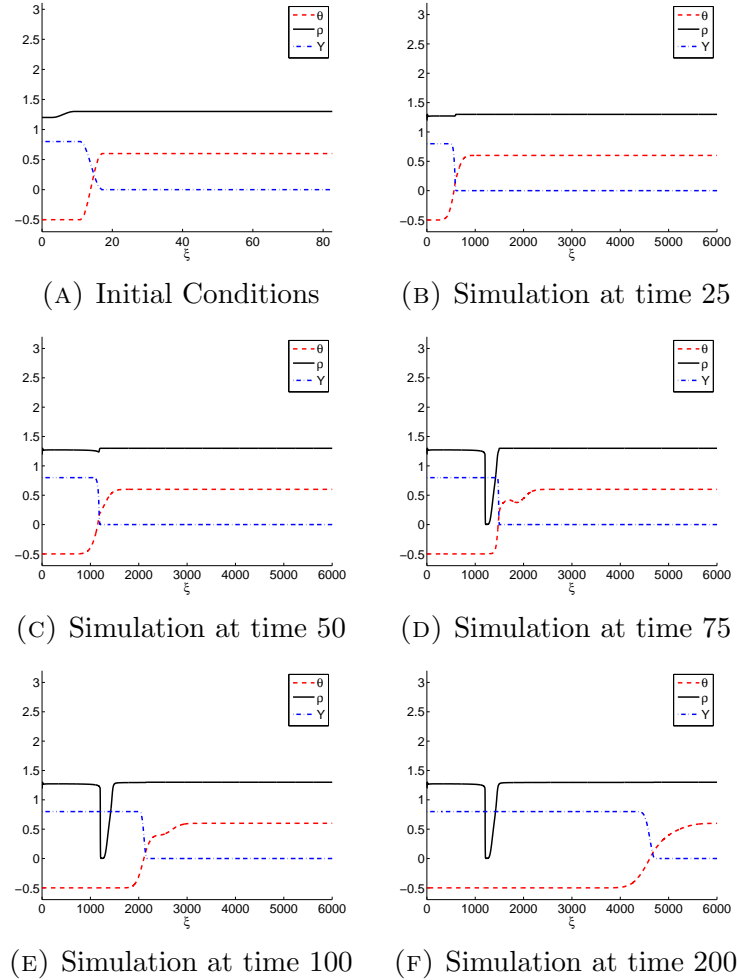 3
2.5
2
1.5
1
0.5
0
−0.5
0 20 40 60 80
ξ
θ
ρ
Y
(A) Initial Conditions
3
2.5
2
1.5
1
0.5
0
−0.5
0 1000 2000 3000 4000 5000 6000
ξ
θ
ρ
Y
(B) Simulation at time 25
3
2.5
2
1.5
1
0.5
0
−0.5
0 1000 2000 3000 4000 5000 6000
ξ
θ
ρ
Y
(C) Simulation at time 50
3
2.5
2
1.5
1
0.5
0
−0.5
0 1000 2000 3000 4000 5000 6000
ξ
θ
ρ
Y
(D) Simulation at time 75
3
2.5
2
1.5
1
0.5
0
−0.5
0 1000 2000 3000 4000 5000 6000
ξ
θ
ρ
Y
(E) Simulation at time 100
3
2.5
2
1.5
1
0.5
0
−0.5
0 1000 2000 3000 4000 5000 6000
ξ
θ
ρ
Y
(F) Simulation at time 200